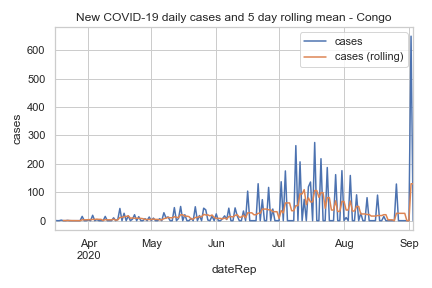 New COVID-19 daily cases and 5 day rolling mean - Congo
cases
cases (rolling)
600
500
400
300
200
100
0
cases
Apr
2020
May
Jun
Jul
Aug
Sep
dateRep